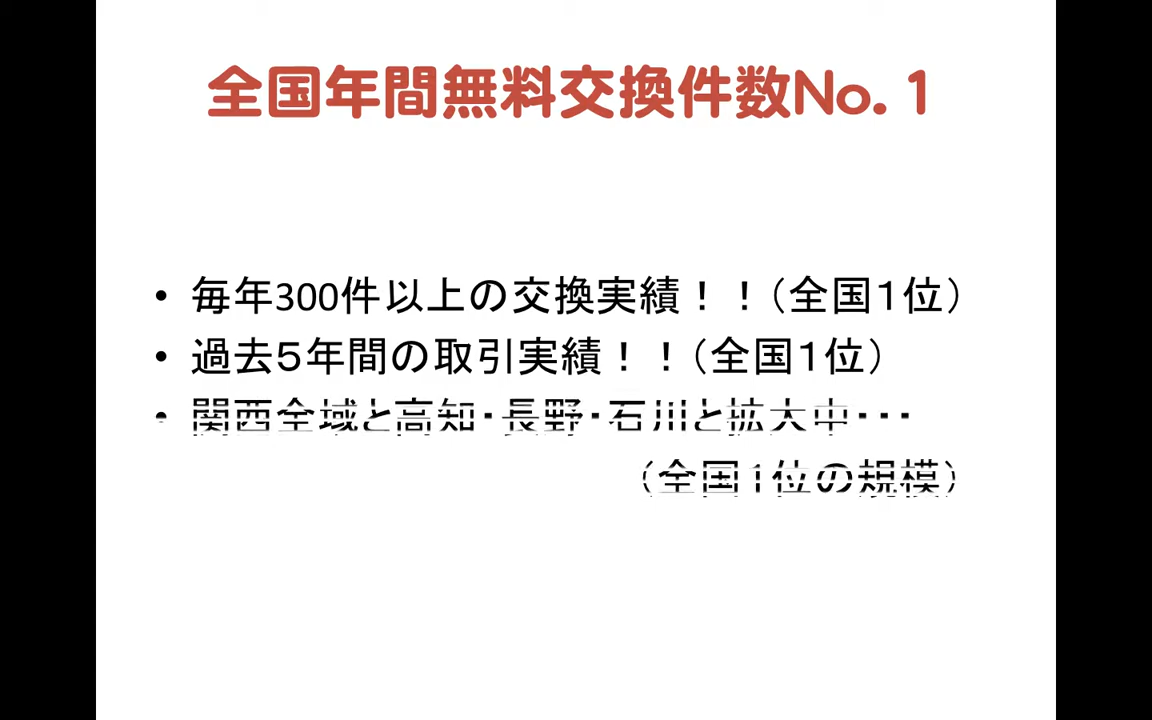 全国年間無料交換件数No. 1
• 毎年300件以上の交換実績！！（全国１位）
• 過去５年間の取引実績！！（全国１位）
• 関西全域と高知・長野・石川と拡大中・・・
（全国１位の規模）